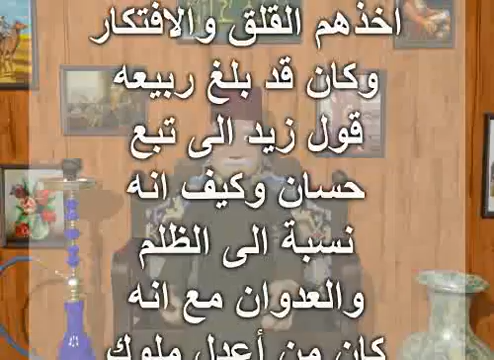 اخذهم القلق والافتكار
وكان قد بلغ ربيعه
قول زيد الى تبع
حسان وكيف انه
نسبة الى الظلم
والعدوان مع انه
كان من أعدل ملوك